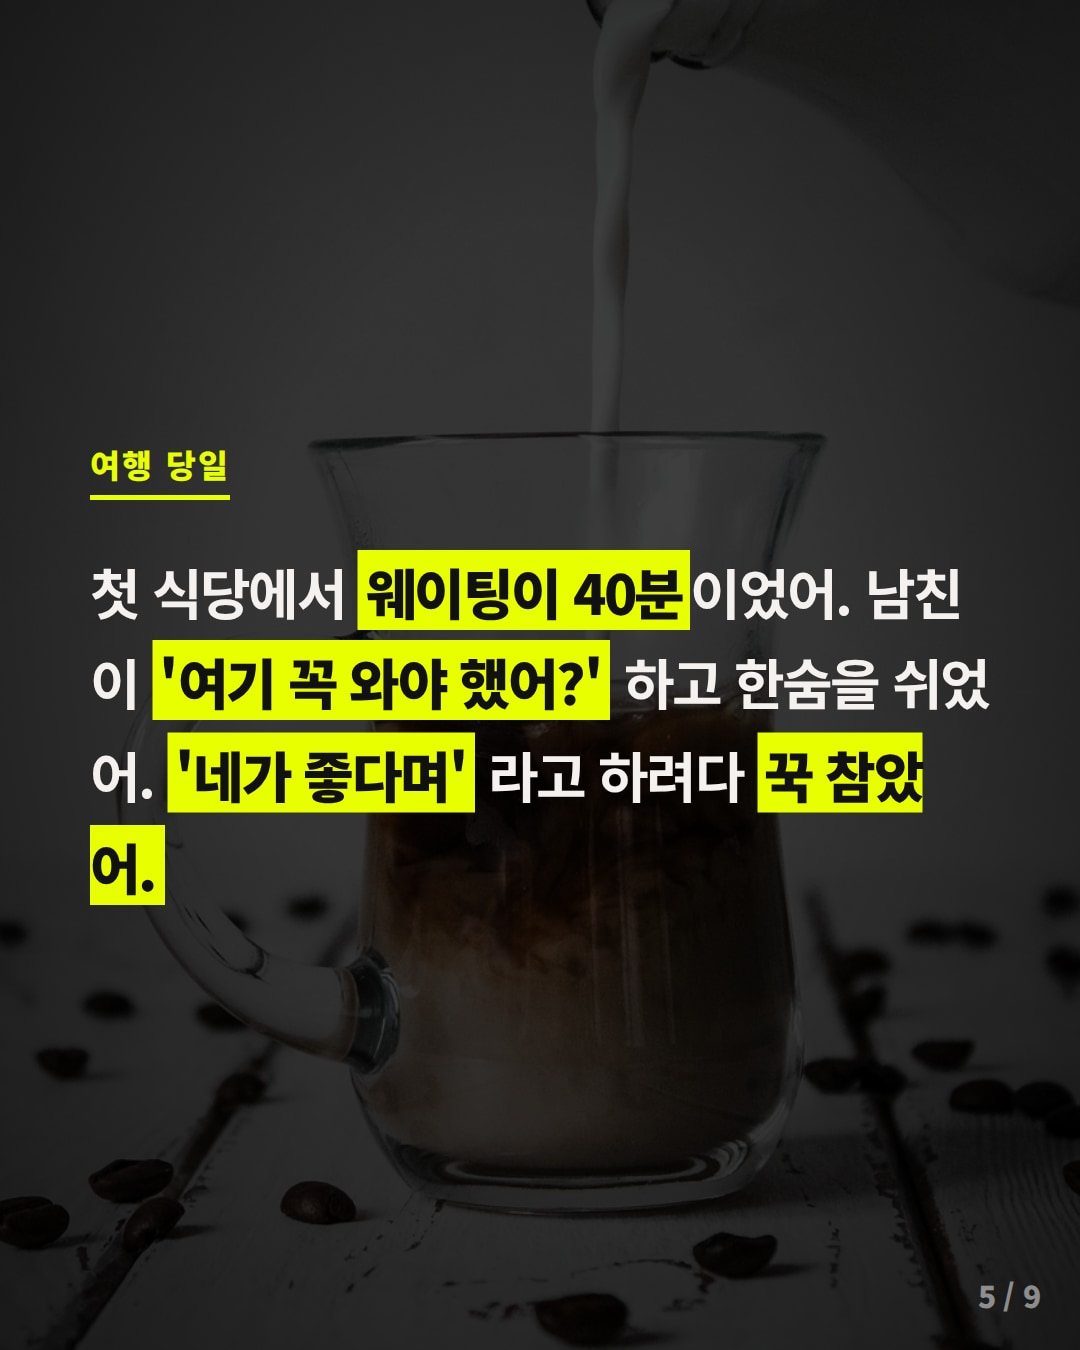 여행 당일
첫 식당에서 웨이팅이 40분이었어. 남친
이 '여기 꼭 와야 했어?' 하고 한숨을 쉬었
어. '네가 좋다며' 라고 하려다 꾹 참았
어.
5 / 9